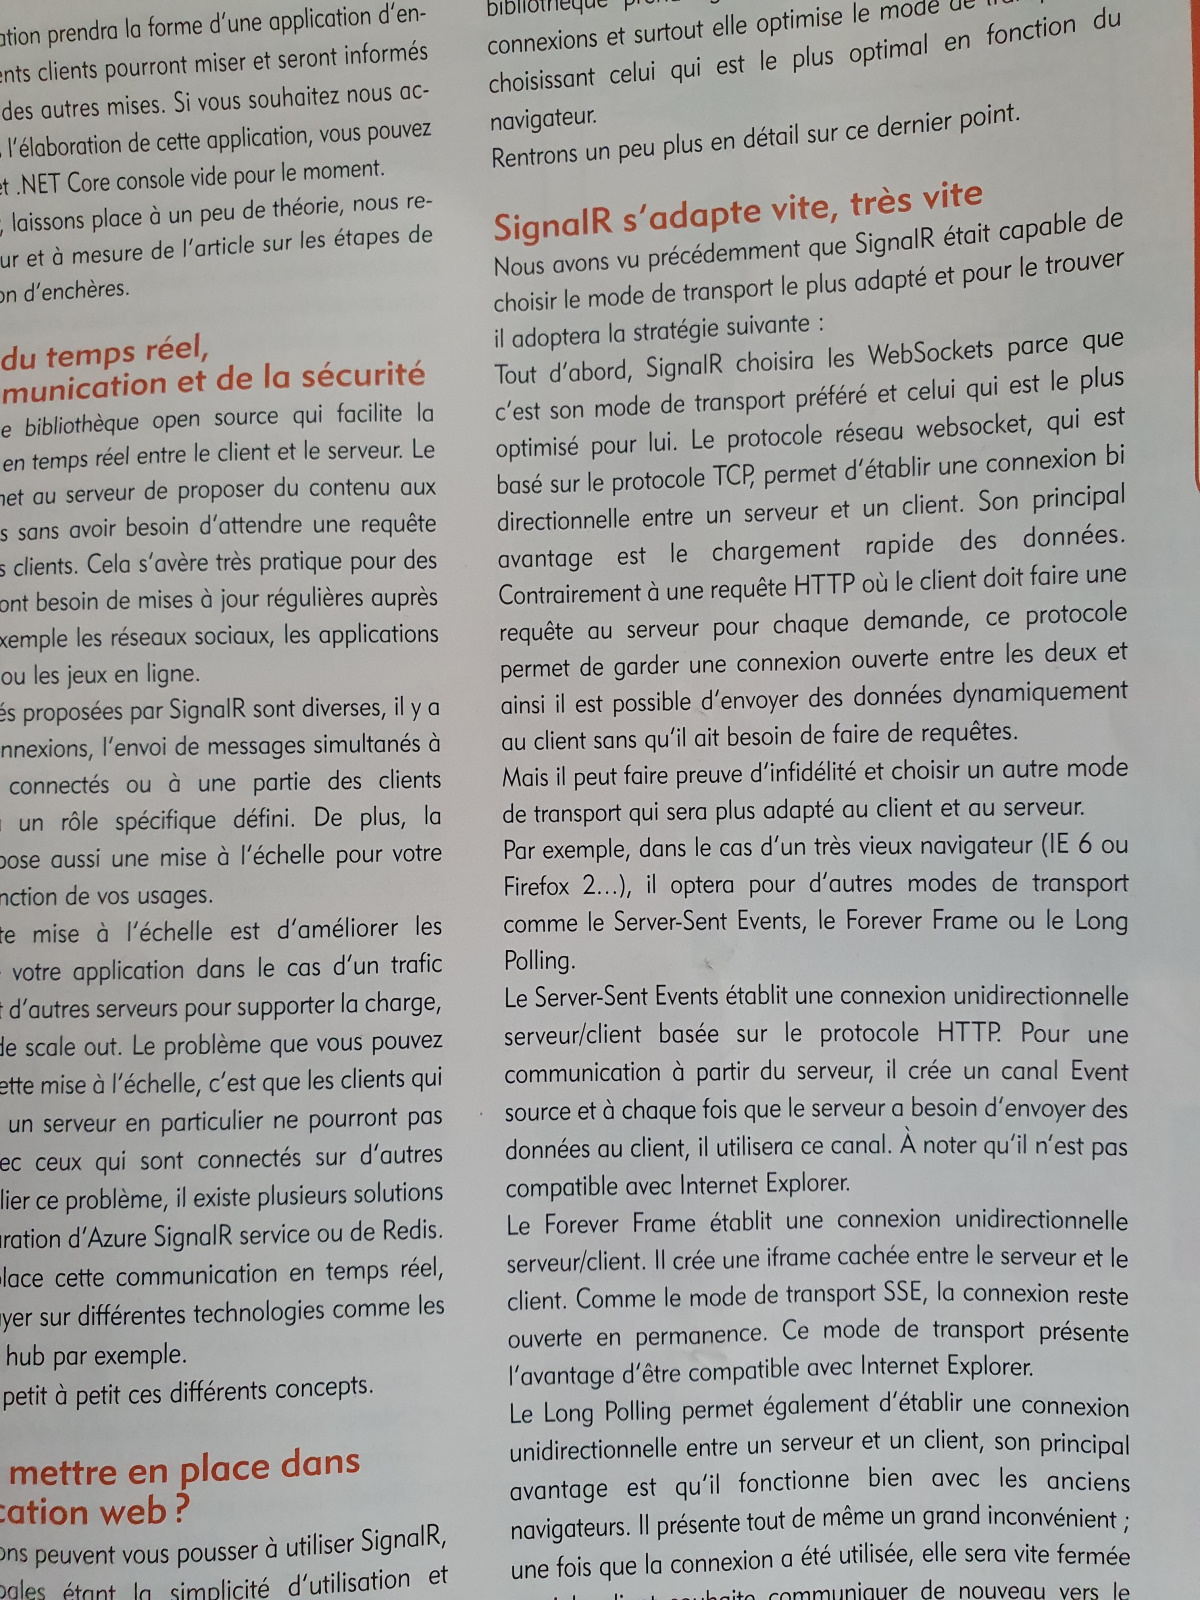 prendra la forme d'une application d'en-
clients pourront miser et seront informés
des autres mises. Si vous souhaitez nous ac-
l'élaboration de cette application, vous pouvez
.NET Core console vide pour le moment.
laissons place à un peu de théorie, nous re-
et à mesure de l'article sur les étapes de
d'enchères.
du temps réel,
munication et de la sécurité
bibliothèque open source qui facilite la
en temps réel entre le client et le serveur. Le
au serveur de proposer du contenu aux
sans avoir besoin d'attendre une requête
clients. Cela s'avère très pratique pour des
ont besoin de mises à jour régulières auprès
les réseaux sociaux, les applications
ou les jeux en ligne.
proposées par SignalR sont diverses, il y a
l'envoi de messages simultanés à
connectés ou à une partie des clients
un rôle spécifique défini. De plus, la
aussi une mise à l'échelle pour votre
de vos usages.
mise à l'échelle est d'améliorer les
votre application dans le cas d'un trafic
d'autres serveurs pour supporter la charge,
de scale out. Le problème que vous pouvez
cette mise à l'échelle, c'est que les clients qui
un serveur en particulier ne pourront pas
ceux qui sont connectés sur d'autres
ce problème, il existe plusieurs solutions
d'Azure SignalR service ou de Redis.
place cette communication en temps réel,
sur différentes technologies comme les
hub par exemple.
petit à petit ces différents concepts.
mettre en place dans
cation web ?
peuvent vous pousser à utiliser SignalR,
étant la simplicité d'utilisation et
bibliothèque
connexions et surtout elle optimise le mode de
choisissant celui qui est le plus optimal en fonction du
navigateur.
Rentrons un peu plus en détail sur ce dernier point.
SignalR s'adapte vite, très vite
Nous avons vu précédemment que SignalR était capable de
choisir le mode de transport le plus adapté et pour le trouver
il adoptera la stratégie suivante :
Tout d'abord, SignalR choisira les WebSockets parce que
c'est son mode de transport préféré et celui qui est le plus
optimisé pour lui. Le protocole réseau websocket, qui est
basé sur le protocole TCP, permet d'établir une connexion bi
directionnelle entre un serveur et un client. Son principal
avantage est le chargement rapide des données.
Contrairement à une requête HTTP où le client doit faire une
requête au serveur pour chaque demande, ce protocole
permet de garder une connexion ouverte entre les deux et
ainsi il est possible d'envoyer des données dynamiquement
au client sans qu'il ait besoin de faire de requêtes.
Mais il peut faire preuve d'infidélité et choisir un autre mode
de transport qui sera plus adapté au client et au serveur.
Par exemple, dans le cas d'un très vieux navigateur (IE 6 ou
Firefox 2...), il optera pour d'autres modes de transport
comme le Server-Sent Events, le Forever Frame ou le Long
Polling.
Le Server-Sent Events établit une connexion unidirectionnelle
serveur/client basée sur le protocole HTTP. Pour une
communication à partir du serveur, il crée un canal Event
source et à chaque fois que le serveur a besoin d'envoyer des
données au client, il utilisera ce canal. À noter qu'il n'est pas
compatible avec Internet Explorer.
Le Forever Frame établit une connexion unidirectionnelle
serveur/client. Il crée une iframe cachée entre le serveur et le
client. Comme le mode de transport SSE, la connexion reste
ouverte en permanence. Ce mode de transport présente
l'avantage d'être compatible avec Internet Explorer.
Le Long Polling permet également d'établir une connexion
unidirectionnelle entre un serveur et un client, son principal
avantage est qu'il fonctionne bien avec les anciens
navigateurs. Il présente tout de même un grand inconvénient ;
une fois que la connexion a été utilisée, elle sera vite fermée
communiquer de nouveau vers le